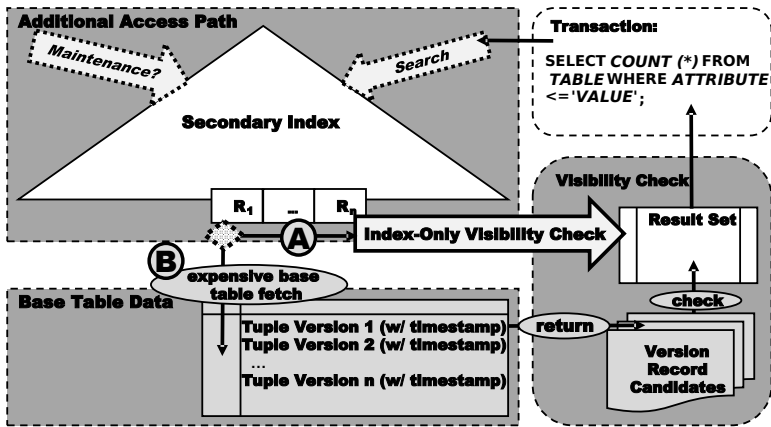 Additional Access Path
Maintenance?
Search
Secondary Index
R1
...
Rn
Transaction:
SELECT COUNT (*) FROM
TABLE WHERE ATTRIBUTE
<='VALUE';
Visibility Check
Result Set
A
Index-Only Visibility Check
B
expensive base
table fetch
check
Base Table Data
Tuple Version 1 (w/ timestamp)
Tuple Version 2 (w/ timestamp)
...
Tuple Version n (w/ timestamp)
return
Version
Record
Candidates